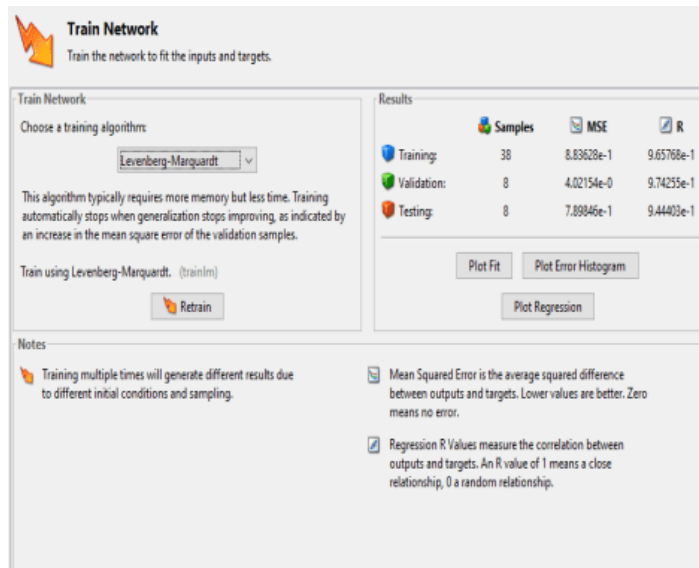 Train Network
Train the network to fit the inputs and targets.
Train Network
Choose a training algorithm:
Levenberg-Marquardt
This algorithm typically requires more memory but less time. Training
automatically stops when generalization stops improving, as indicated by
an increase in the mean square error of the validation samples.
Train using Levenberg-Marquardt. (trainlm)
Retrain
Results
Samples MSE R
Training: 38 8.83628e-1 9.65768e-1
Validation: 8 4.02154e-0 9.74255e-1
Testing: 8 7.89846e-1 9.44403e-1
Plot Fit Plot Error Histogram
Plot Regression
Notes
Training multiple times will generate different results due
to different initial conditions and sampling.
Mean Squared Error is the average squared difference
between outputs and targets. Lower values are better. Zero
means no error.
Regression R Values measure the correlation between
outputs and targets. An R value of 1 means a close
relationship, 0 a random relationship.